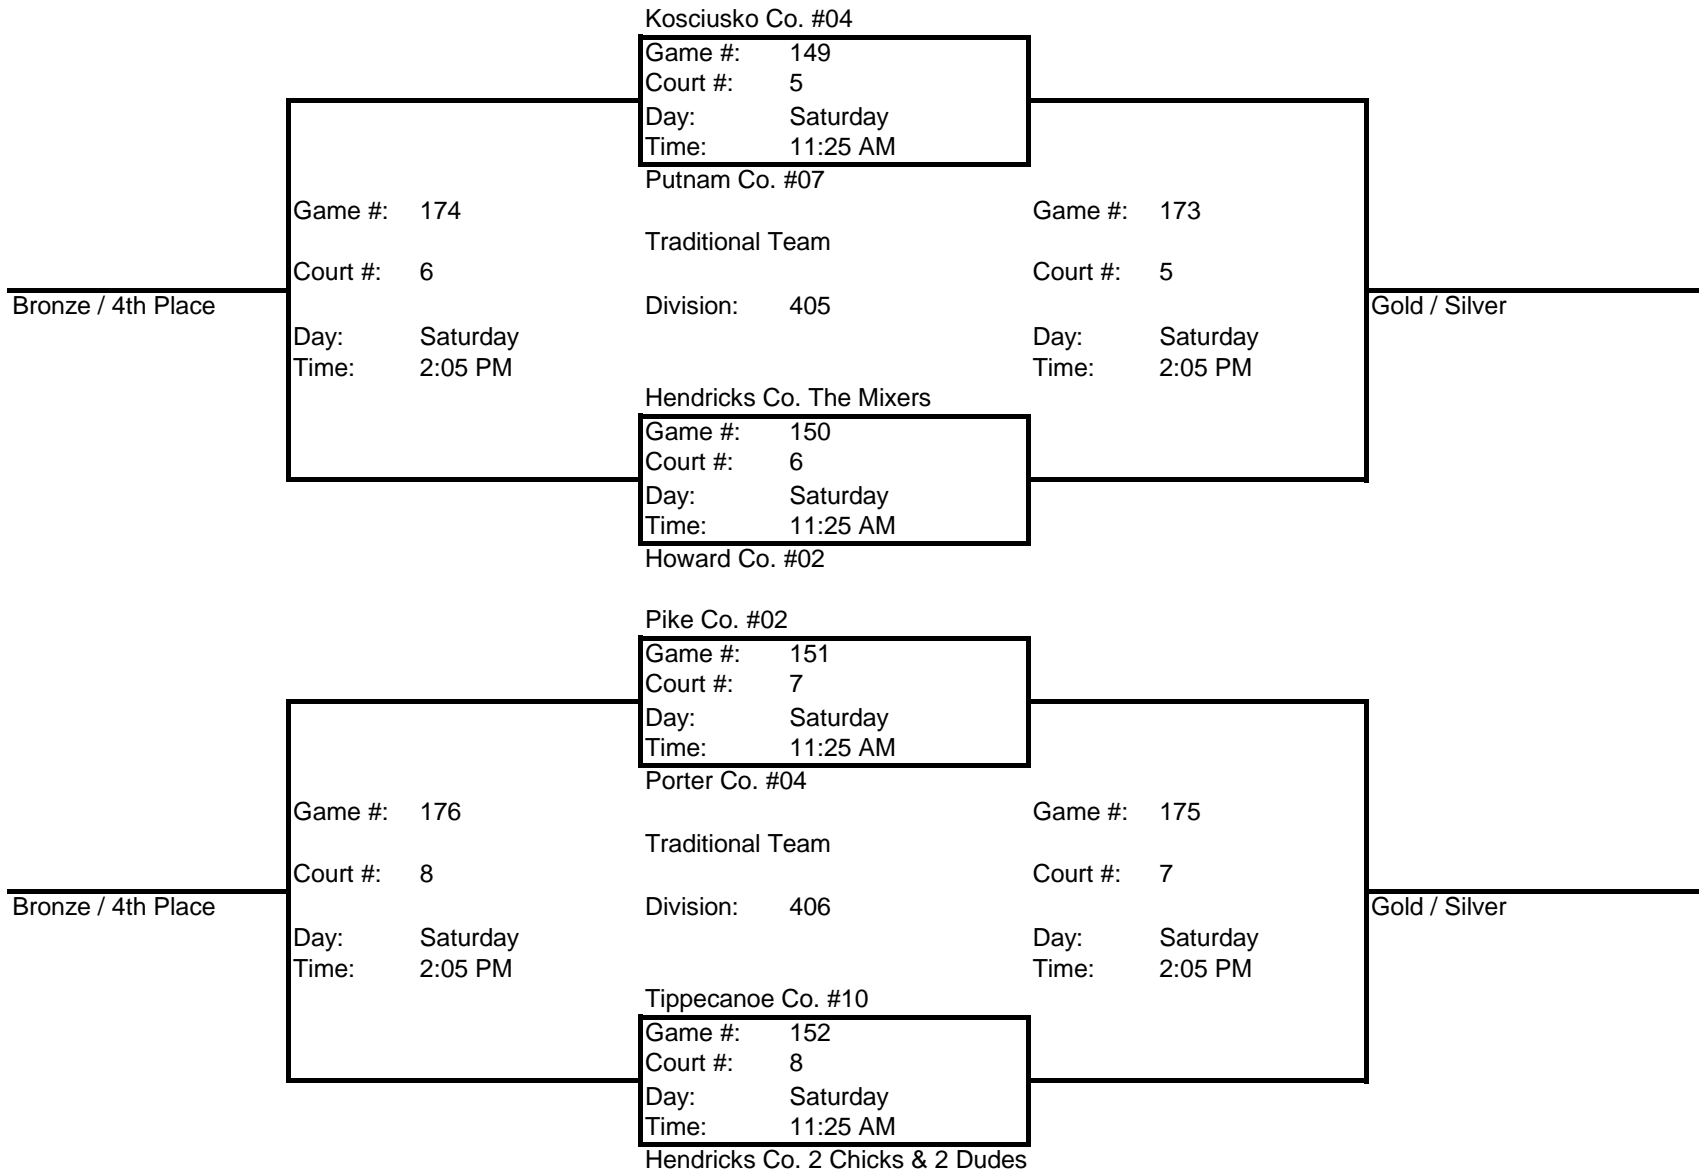 Kosciusko Co. #04
Game #: 149
Court #: 5
Day: Saturday
Time: 11:25 AM
Putnam Co. #07
Game #: 174
Game #: 173
Traditional Team
Court #: 6
Court #: 5
Bronze / 4th Place
Division: 405
Gold / Silver
Day: Saturday
Day: Saturday
Time: 2:05 PM
Time: 2:05 PM
Hendricks Co. The Mixers
Game #: 150
Court #: 6
Day: Saturday
Time: 11:25 AM
Howard Co. #02
Pike Co. #02
Game #: 151
Court #: 7
Day: Saturday
Time: 11:25 AM
Porter Co. #04
Game #: 176
Game #: 175
Traditional Team
Court #: 8
Court #: 7
Bronze / 4th Place
Division: 406
Gold / Silver
Day: Saturday
Day: Saturday
Time: 2:05 PM
Time: 2:05 PM
Tippecanoe Co. #10
Game #: 152
Court #: 8
Day: Saturday
Time: 11:25 AM
Hendricks Co. 2 Chicks & 2 Dudes